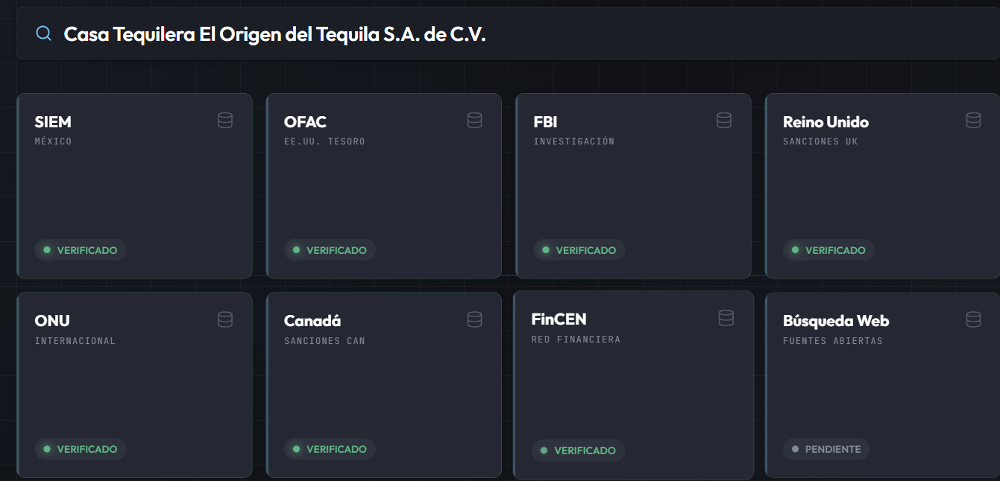 Casa Tequilera El Origen del Tequila S.A. de C.V.
SIEM
MÉXICO
VERIFICADO
OFAC
EE.UU. TESORO
VERIFICADO
FBI
INVESTIGACIÓN
VERIFICADO
Reino Unido
SANCIONES UK
VERIFICADO
ONU
INTERNACIONAL
VERIFICADO
Canadá
SANCIONES CAN
VERIFICADO
FinCEN
RED FINANCIERA
VERIFICADO
Búsqueda Web
FUENTES ABIERTAS
PENDIENTE